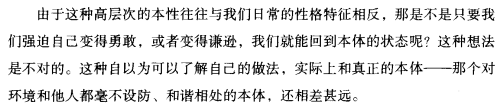 由于这种高层次的本性往往与我们日常的性格特征相反，那是不是只要我
们强迫自己变得勇敢，或者变得谦逊，我们就能回到本体的状态呢？这种想法
是不对的。这种自以为可以了解自己的做法，实际上和真正的本体——那个对
环境和他人都毫不设防、和谐相处的本体，还相差甚远。